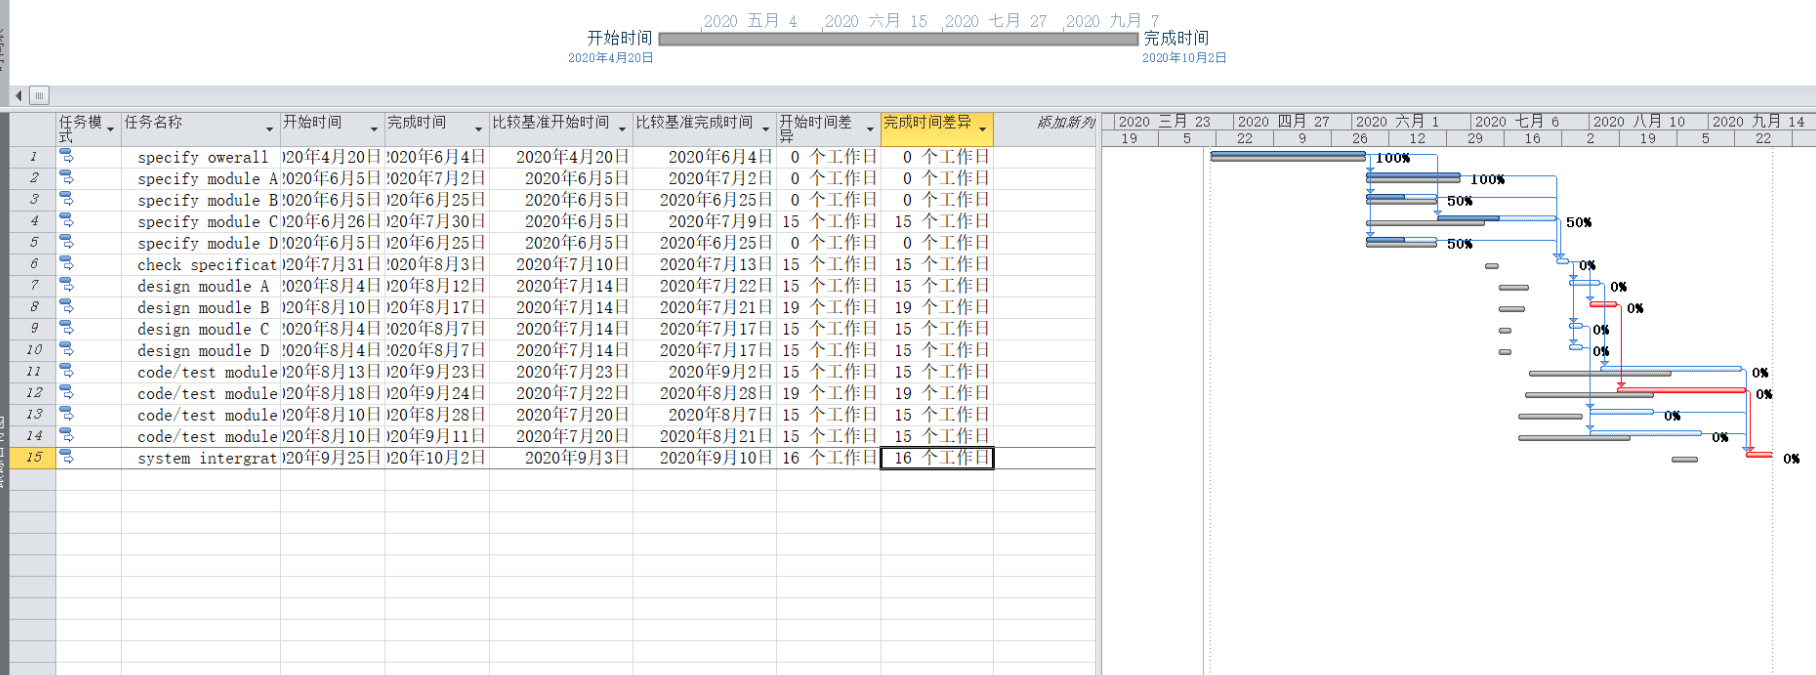 2020 五月 4 2020 六月 15 2020 七月 27 2020 九月 7
开始时间 完成时间
2020年4月20日 2020年10月2日
任务模式 任务名称 开始时间 完成时间 比较基准开始时间 比较基准完成时间 开始时间差异 完成时间差异 添加新列
2020 三月 23 2020 四月 27 2020 六月 1 2020 七月 6 2020 八月 10 2020 九月 14
19 5 22 9 26 12 29 16 2 19 5 22
1 specify owerall 020年4月20日 020年6月4日 2020年4月20日 2020年6月4日 0 个工作日 0 个工作日 100%
2 specify module A 2020年6月5日 2020年7月2日 2020年6月5日 2020年7月2日 0 个工作日 0 个工作日 100%
3 specify module B 2020年6月5日 020年6月25日 2020年6月5日 2020年6月25日 0 个工作日 0 个工作日 50%
4 specify module C 020年6月26日 020年7月30日 2020年6月5日 2020年7月9日 15 个工作日 15 个工作日 50%
5 specify module D 2020年6月5日 020年6月25日 2020年6月5日 2020年6月25日 0 个工作日 0 个工作日 50%
6 check specificat 020年7月31日 2020年8月3日 2020年7月10日 2020年7月13日 15 个工作日 15 个工作日 0%
7 design moudle A 2020年8月4日 020年8月12日 2020年7月14日 2020年7月22日 15 个工作日 15 个工作日 0%
8 design moudle B 020年8月10日 020年8月17日 2020年7月14日 2020年7月21日 19 个工作日 19 个工作日 0%
9 design moudle C 2020年8月4日 2020年8月7日 2020年7月14日 2020年7月17日 15 个工作日 15 个工作日 0%
10 design moudle D 2020年8月4日 2020年8月7日 2020年7月14日 2020年7月17日 15 个工作日 15 个工作日 0%
11 code/test module 020年8月13日 020年9月23日 2020年7月23日 2020年9月2日 15 个工作日 15 个工作日 0%
12 code/test module 020年8月18日 020年9月24日 2020年7月22日 2020年8月28日 19 个工作日 19 个工作日 0%
13 code/test module 020年8月10日 020年8月28日 2020年7月20日 2020年8月7日 15 个工作日 15 个工作日 0%
14 code/test module 020年8月10日 020年9月11日 2020年7月20日 2020年8月21日 15 个工作日 15 个工作日 0%
15 system intergrat 020年9月25日 020年10月2日 2020年9月3日 2020年9月10日 16 个工作日 16 个工作日 0%